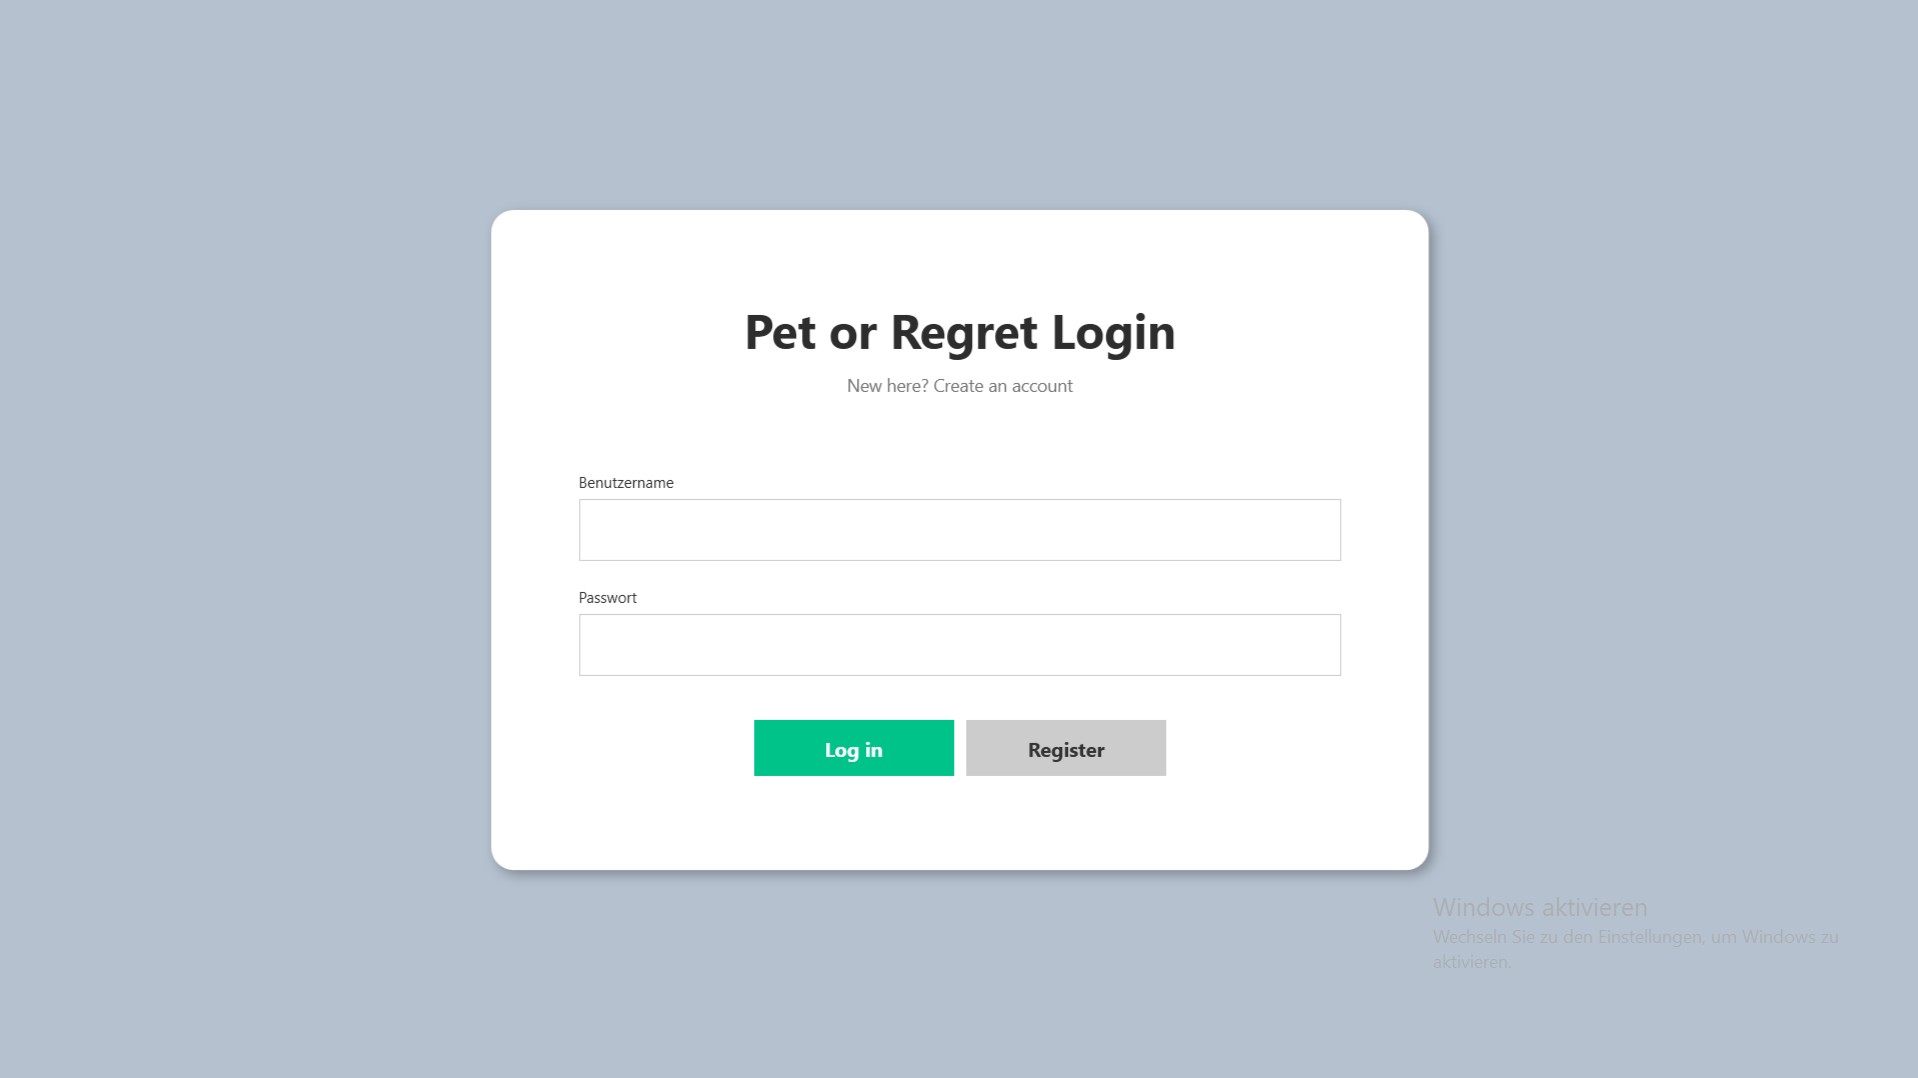 Pet or Regret Login
New here? Create an account
Benutzername
Passwort
Log in
Register
Windows aktivieren
Wechseln Sie zu den Einstellungen, um Windows zu
aktivieren.